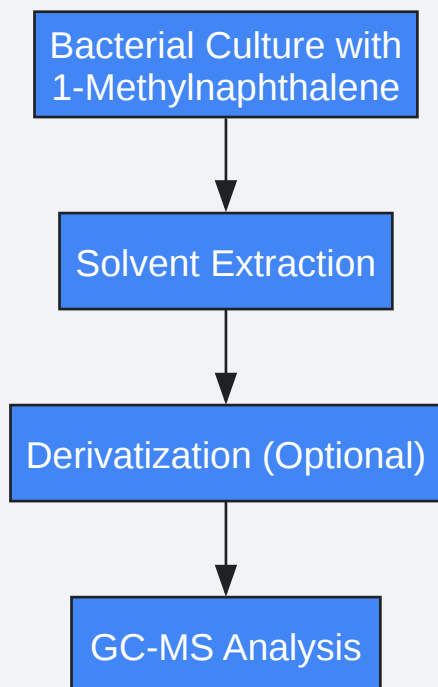 Bacterial Culture with
1-Methylnaphthalene
Solvent Extraction
Derivatization (Optional)
GC-MS Analysis